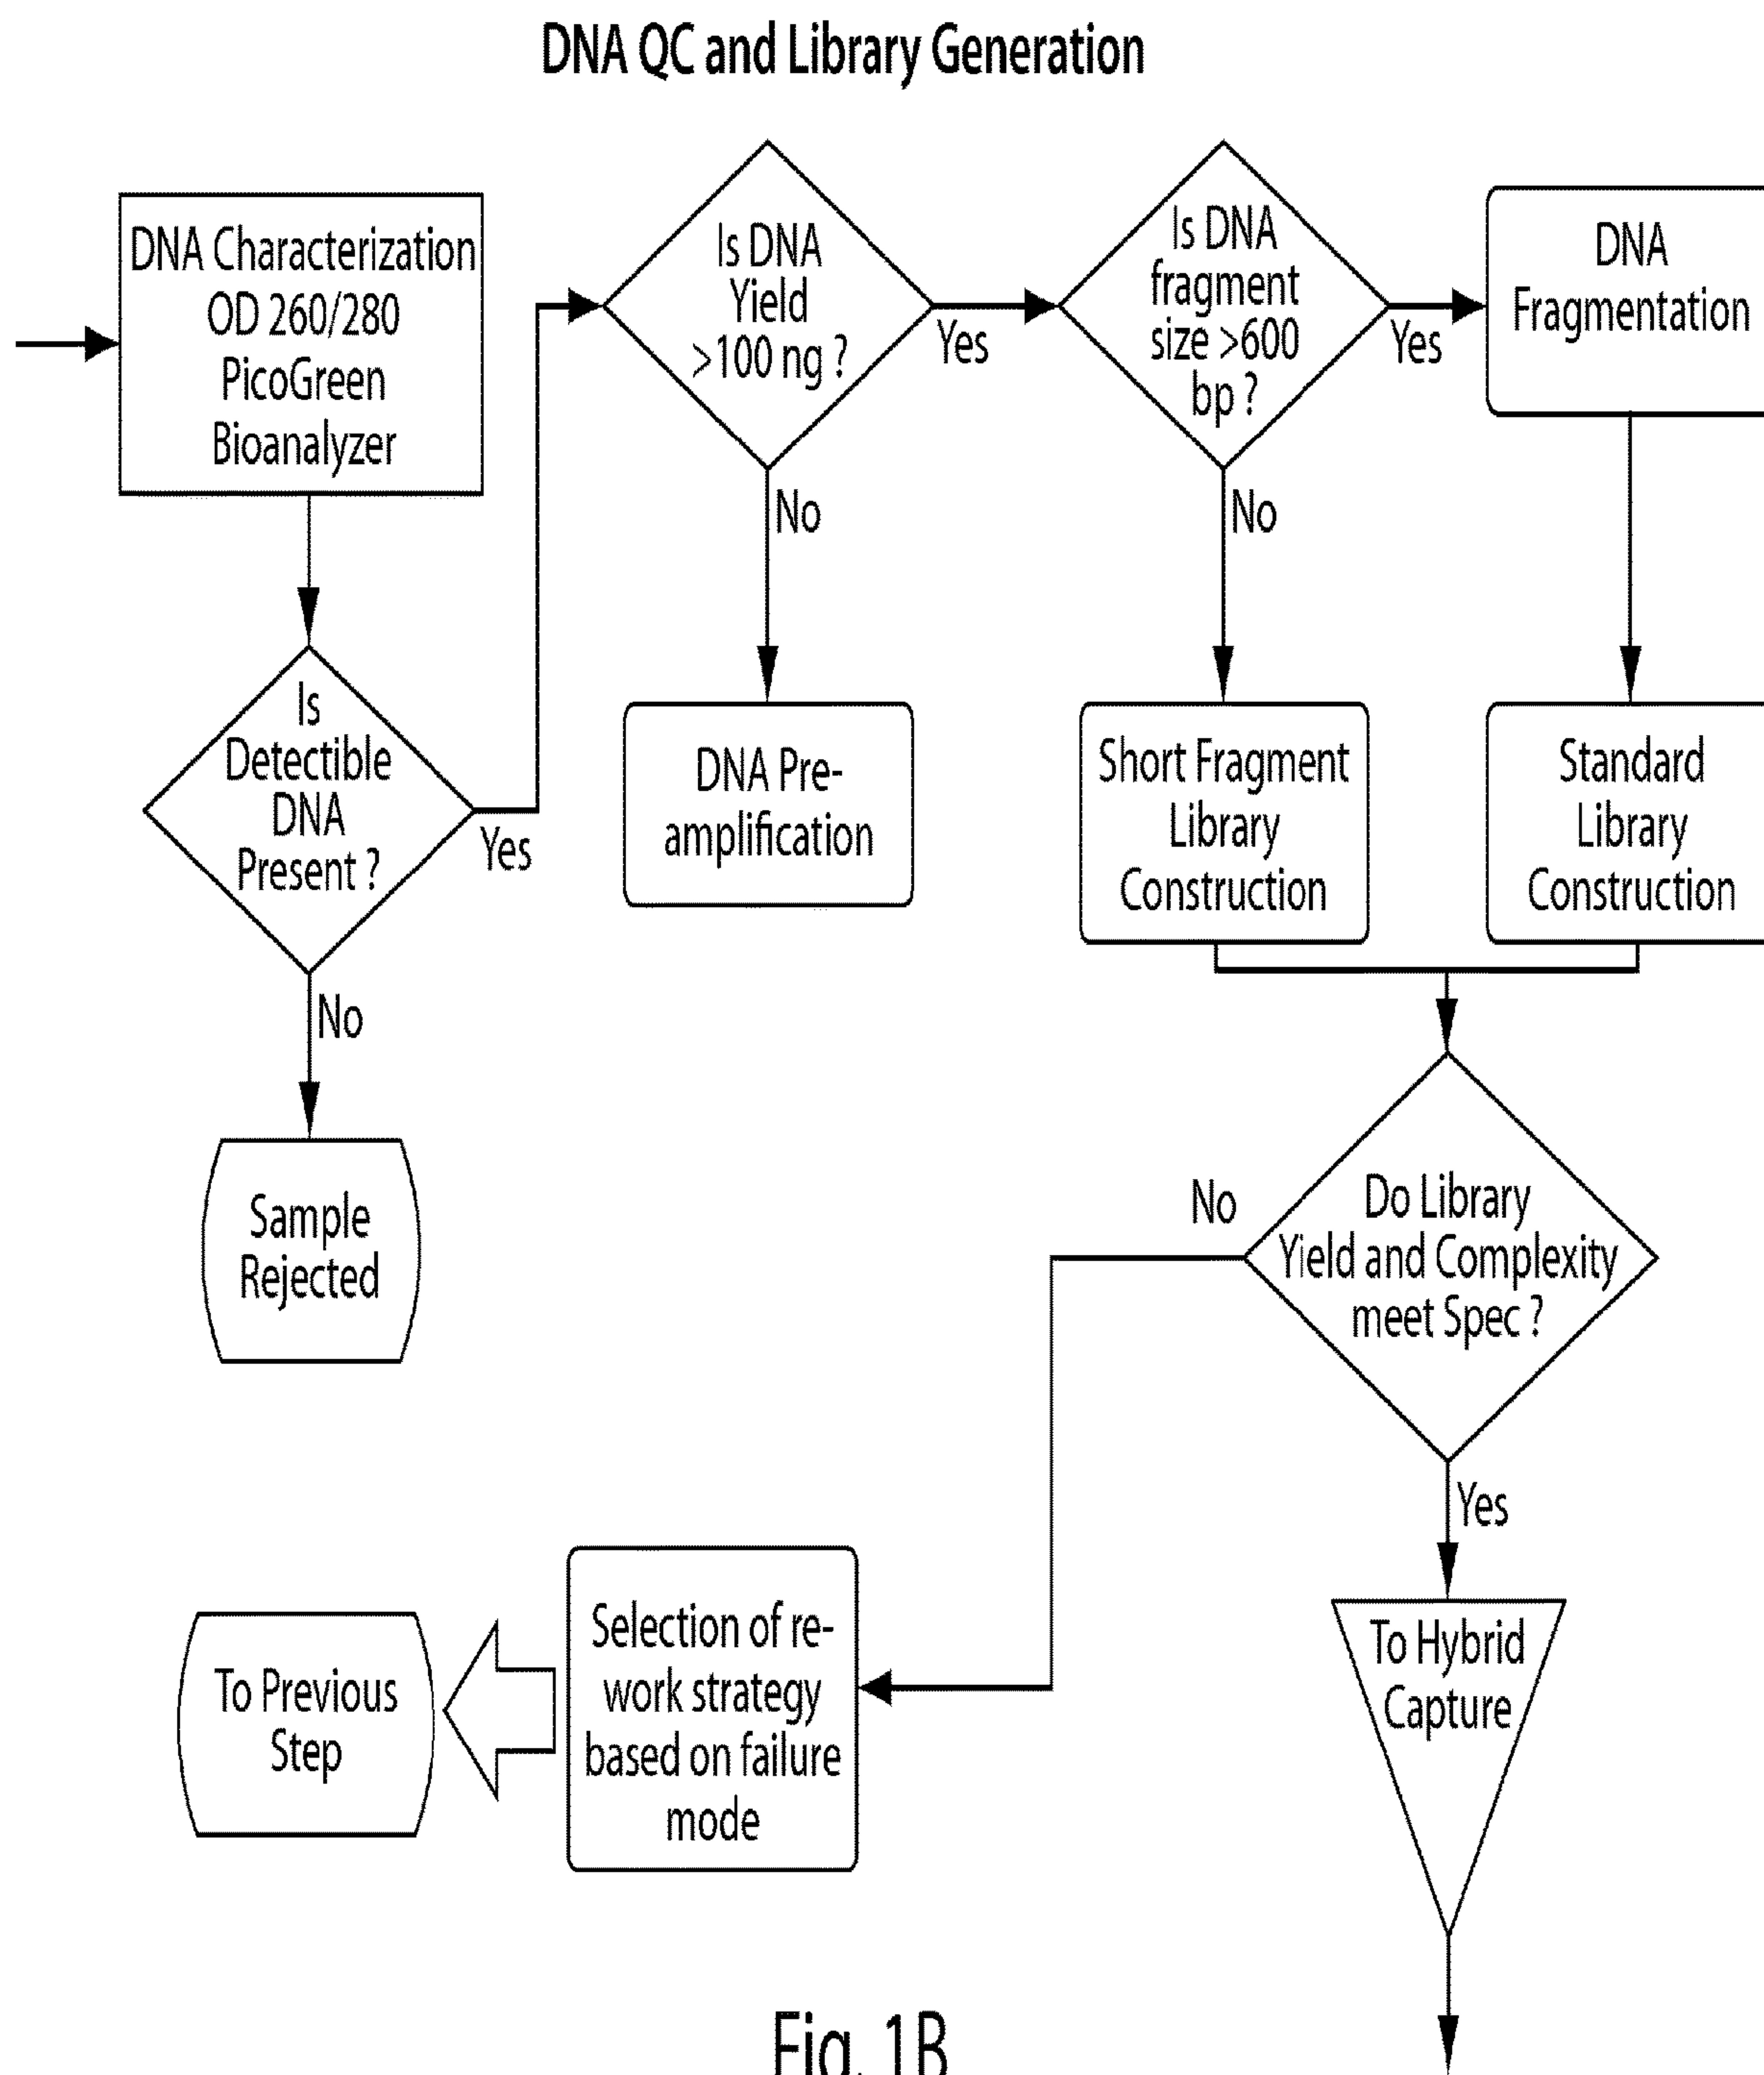 DNA QC and Library Generation
DNA Characterization
OD 260/280
PicoGreen
Bioanalyzer
Is DNA
Yield
>100 ng ?
Yes
No
Is DNA
fragment
size >600
bp ?
Yes
No
DNA
Fragmentation
Is
Detectible
DNA
Present ?
Yes
No
DNA Pre-
amplification
Short Fragment
Library
Construction
Standard
Library
Construction
Sample
Rejected
Do Library
Yield and Complexity
meet Spec ?
No
Yes
To Previous
Step
Selection of re-
work strategy
based on failure
mode
To Hybrid
Capture
Fig. 1B